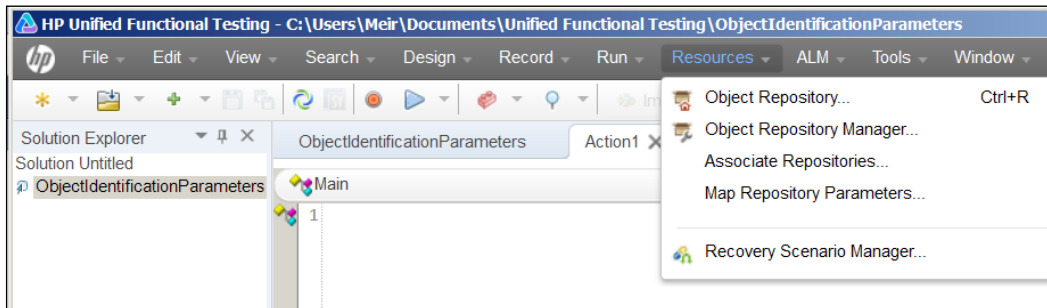 HP Unified Functional Testing - C:\Users\Meir\Documents\Unified Functional Testing\ObjectIdentificationParameters
hp File Edit View Search Design Record Run Resources ALM Tools Window
Object Repository... Ctrl+R
Object Repository Manager...
Associate Repositories...
Map Repository Parameters...
Recovery Scenario Manager...
Solution Explorer
Solution Untitled
ObjectIdentificationParameters
ObjectIdentificationParameters Action1
Main
1